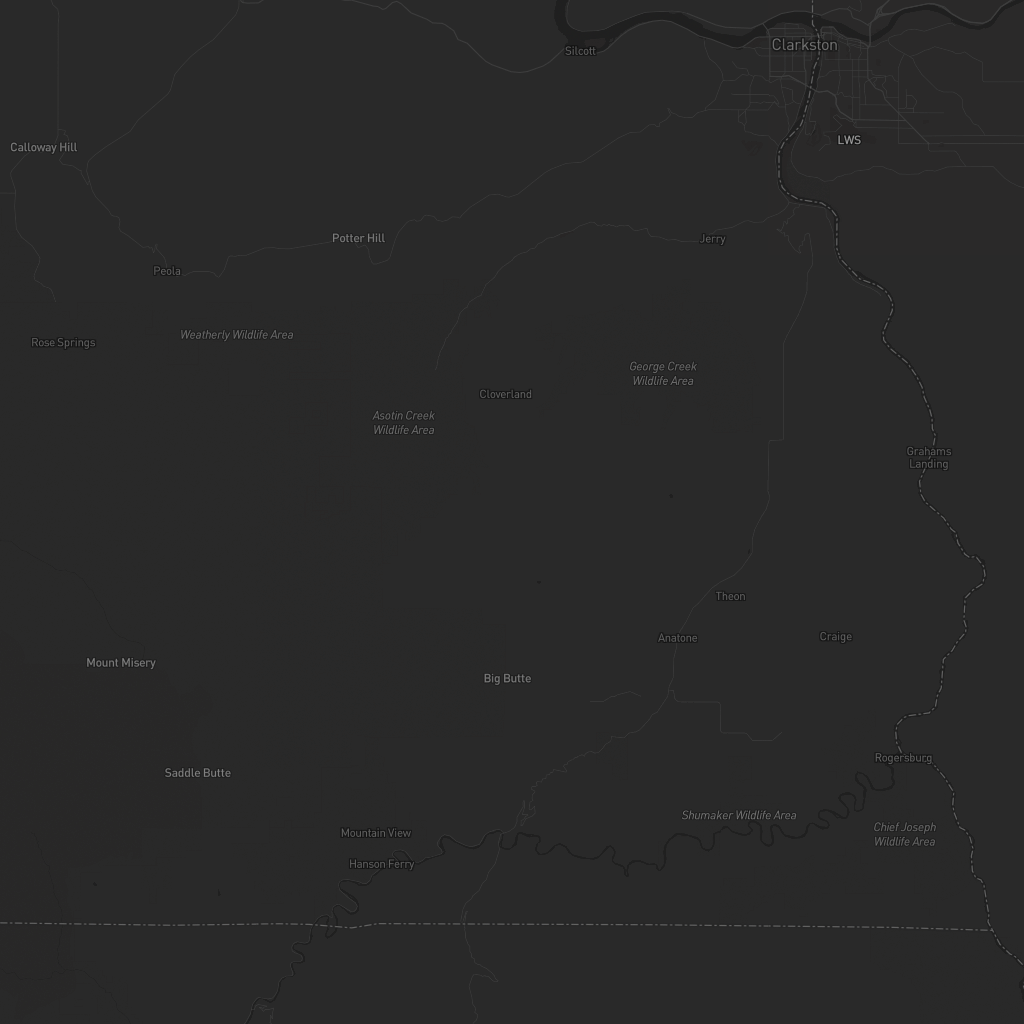 Clarkston
Silcott
LWS
Calloway Hill
Potter Hill
Jerry
Peola
Weatherly Wildlife Area
Rose Springs
George Creek
Wildlife Area
Cloverland
Asotin Creek
Wildlife Area
Grahams
Landing
Theon
Anatone
Craige
Mount Misery
Big Butte
Rogersburg
Saddle Butte
Shumaker Wildlife Area
Mountain View
Chief Joseph
Wildlife Area
Hanson Ferry